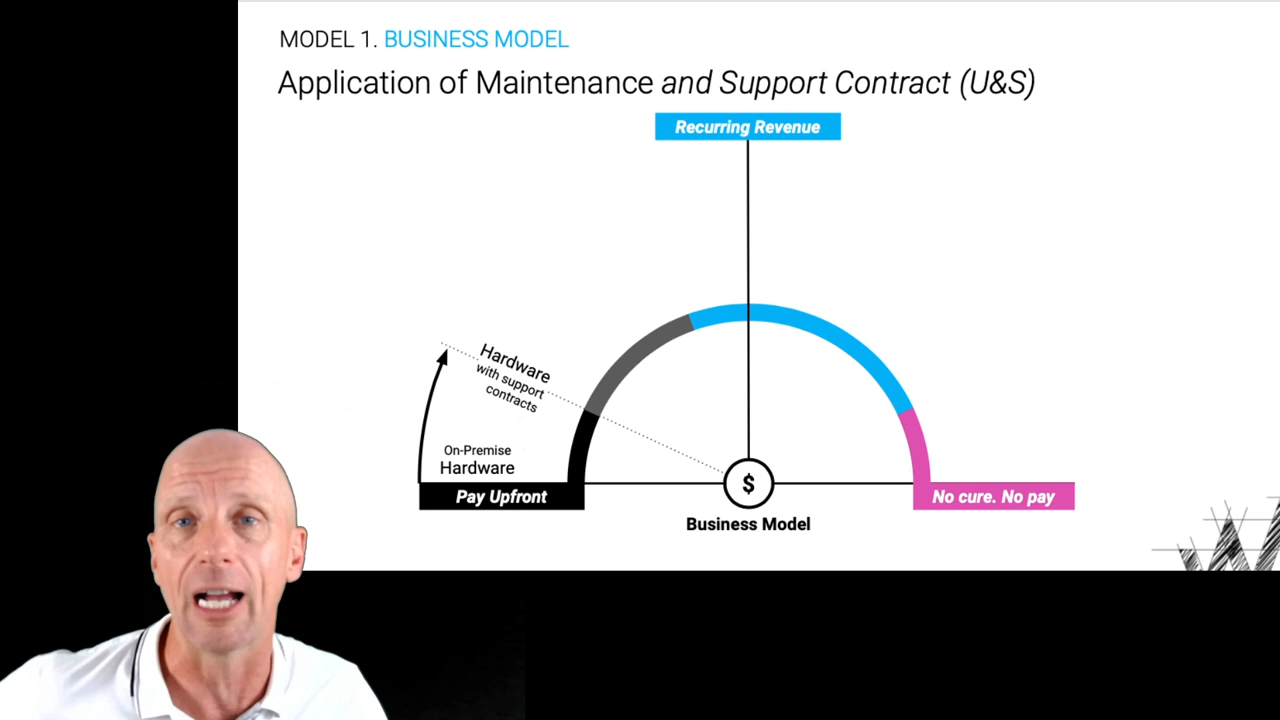 MODEL 1. BUSINESS MODEL
Application of Maintenance and Support Contract (U&S)
Recurring Revenue
Hardware
with support
contracts
On-Premise
Hardware
Pay Upfront
$
No cure. No pay
Business Model
W